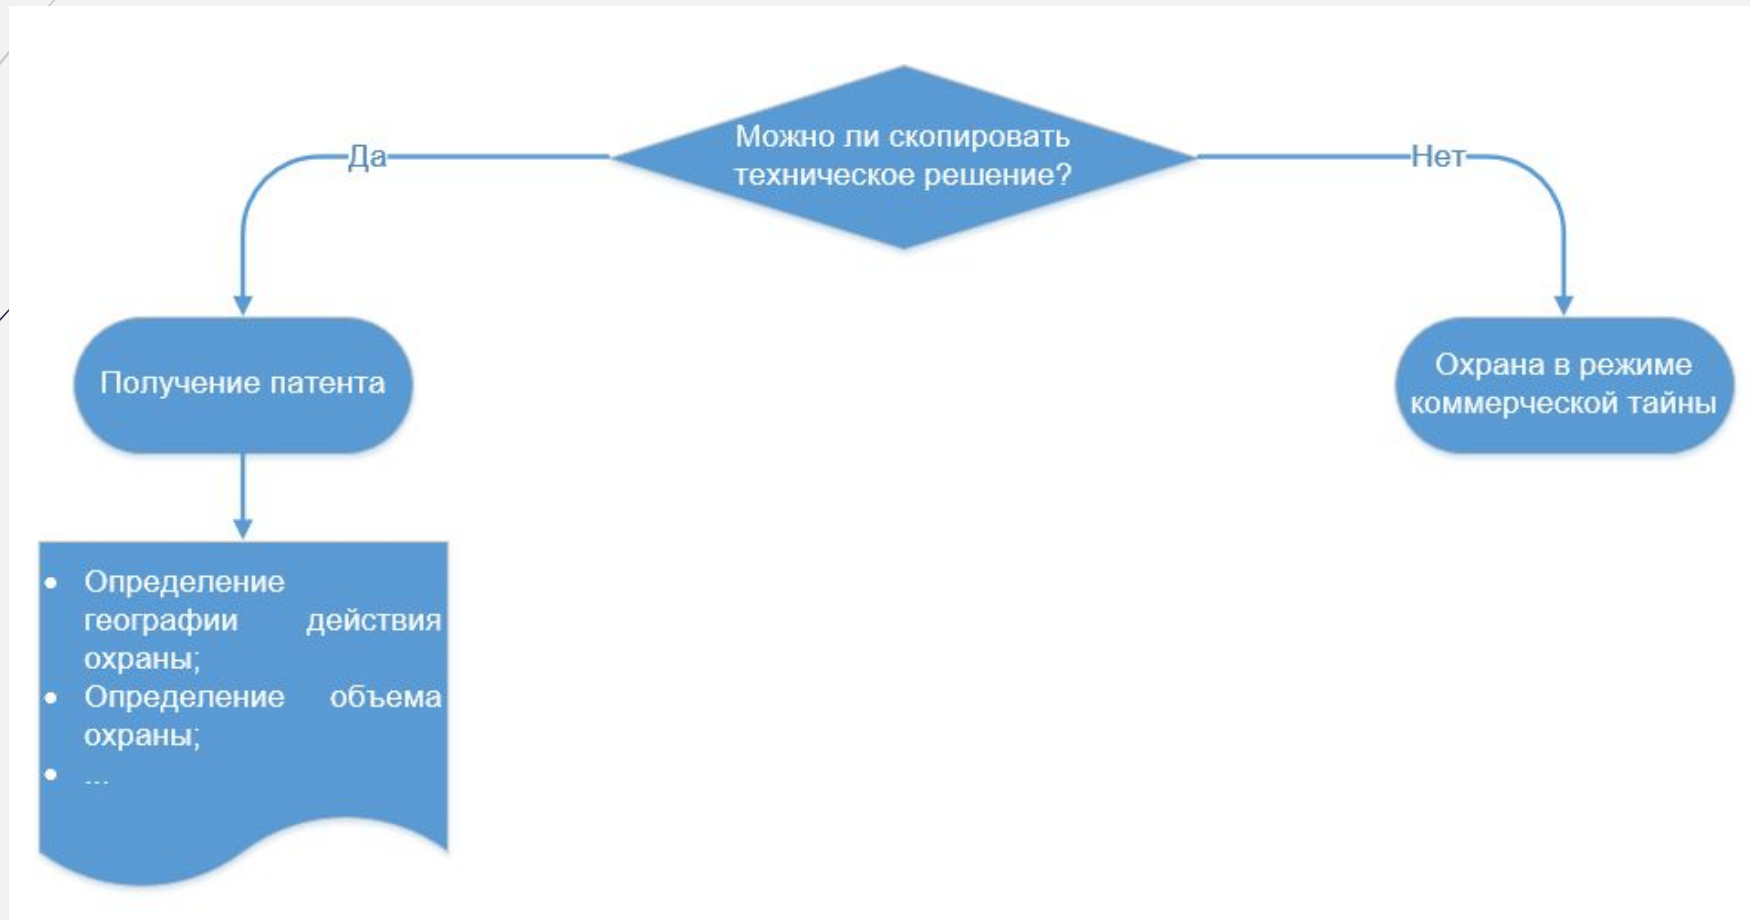 Можно ли скопировать
техническое решение?
Да
Нет
Получение патента
Охрана в режиме
коммерческой тайны
• Определение
географии действия
охраны;
• Определение объема
охраны;
• ...